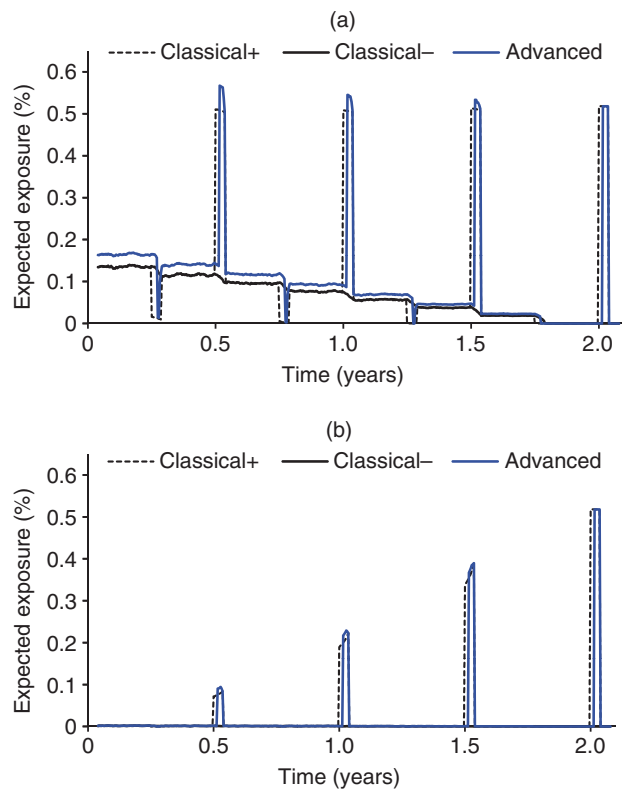 (a)
Classical+ Classical– Advanced
Expected exposure (%)
0.6
0.5
0.4
0.3
0.2
0.1
0
0 0.5 1.0 1.5 2.0
Time (years)
(b)
Classical+ Classical– Advanced
Expected exposure (%)
0.6
0.5
0.4
0.3
0.2
0.1
0
0 0.5 1.0 1.5 2.0
Time (years)